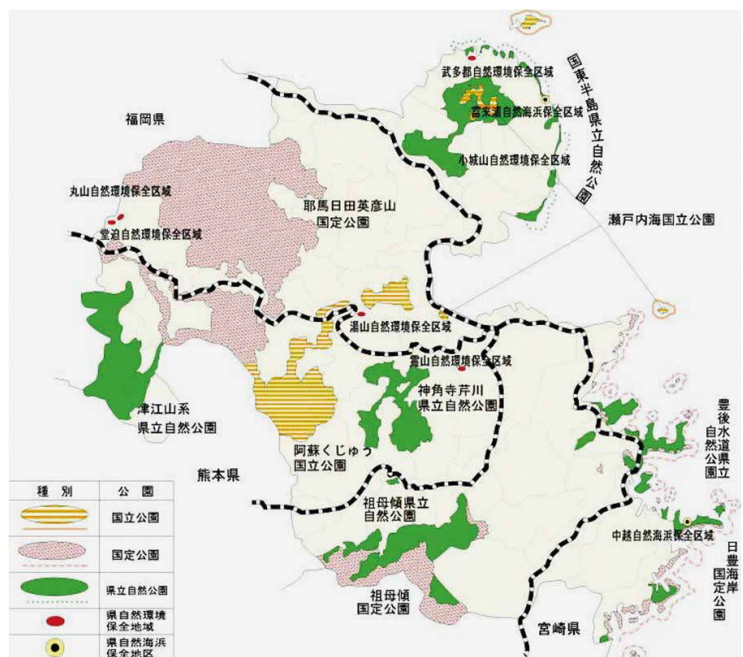 武多都自然環境保全区域
国東半島県立自然公園
富来浦自然海浜保全区域
福岡県
小城山自然環境保全区域
丸山自然環境保全区域
耶馬日田英彦山
国定公園
瀬戸内海国立公園
堂迫自然環境保全区域
湯山自然環境保全区域
霊山自然環境保全区域
神角寺芹川
県立自然公園
津江山系
県立自然公園
豊後水道県立
自然公園
阿蘇くじゅう
国立公園
熊本県
祖母傾県立
自然公園
中越自然海浜保全区域
日豊海岸
国定公園
祖母傾
国定公園
宮崎県
種別 公園
国立公園
国定公園
県立自然公園
県自然環境
保全地域
県自然海浜
保全地区